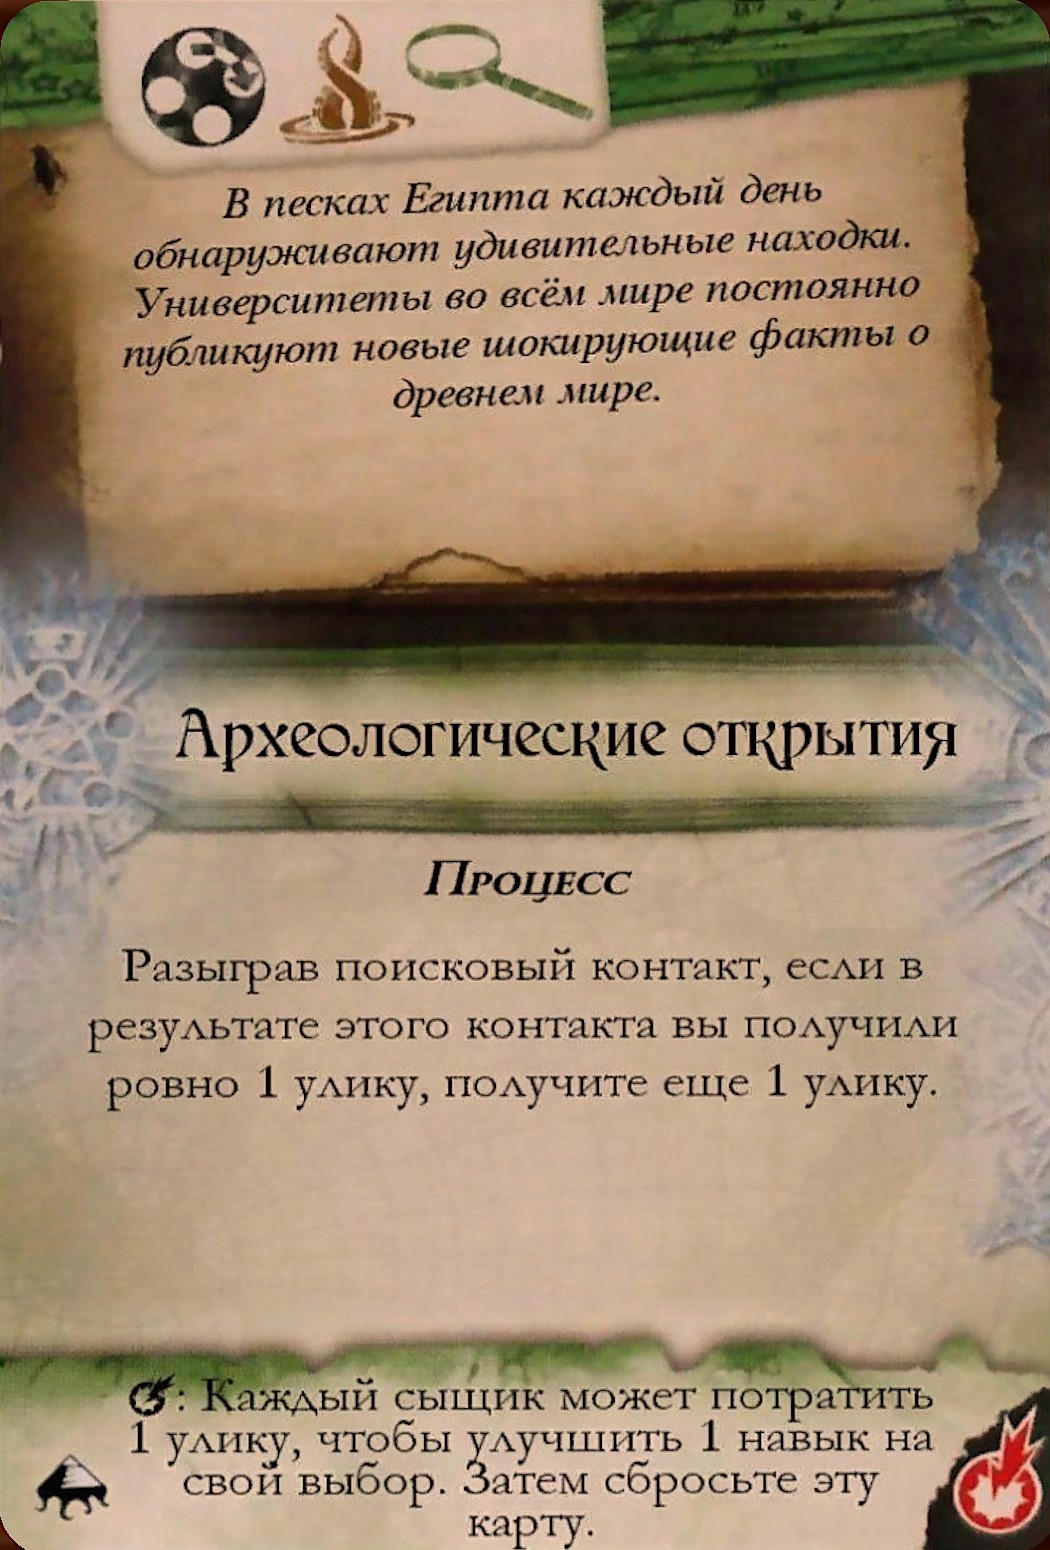 В песках Египта каждый день
обнаруживают удивительные находки.
Университеты во всём мире постоянно
публикуют новые шокирующие факты о
древнем мире.
Археологические открытия
Процесс
Разыграв поисковый контакт, если в
результате этого контакта вы получили
ровно 1 улику, получите еще 1 улику.
: Каждый сыщик может потратить
1 улику, чтобы улучшить 1 навык на
свой выбор. Затем сбросьте эту
карту.